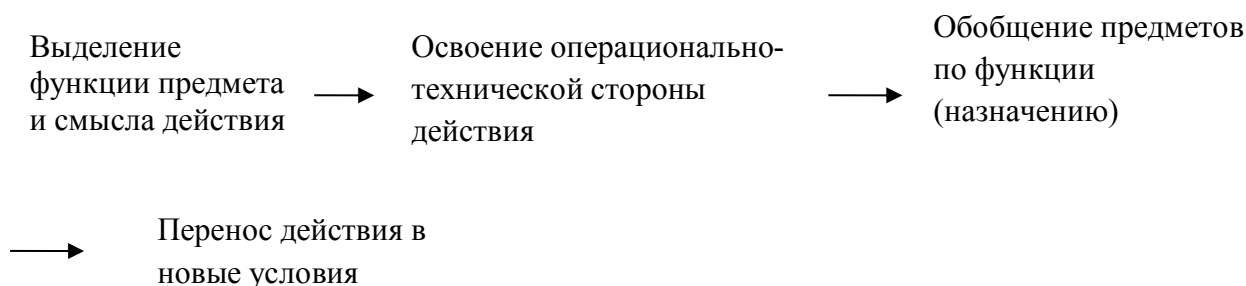 Выделение
функции предмета
и смысла действия
Освоение операционально-
технической стороны
действия
Обобщение предметов
по функции
(назначению)
Перенос действия в
новые условия